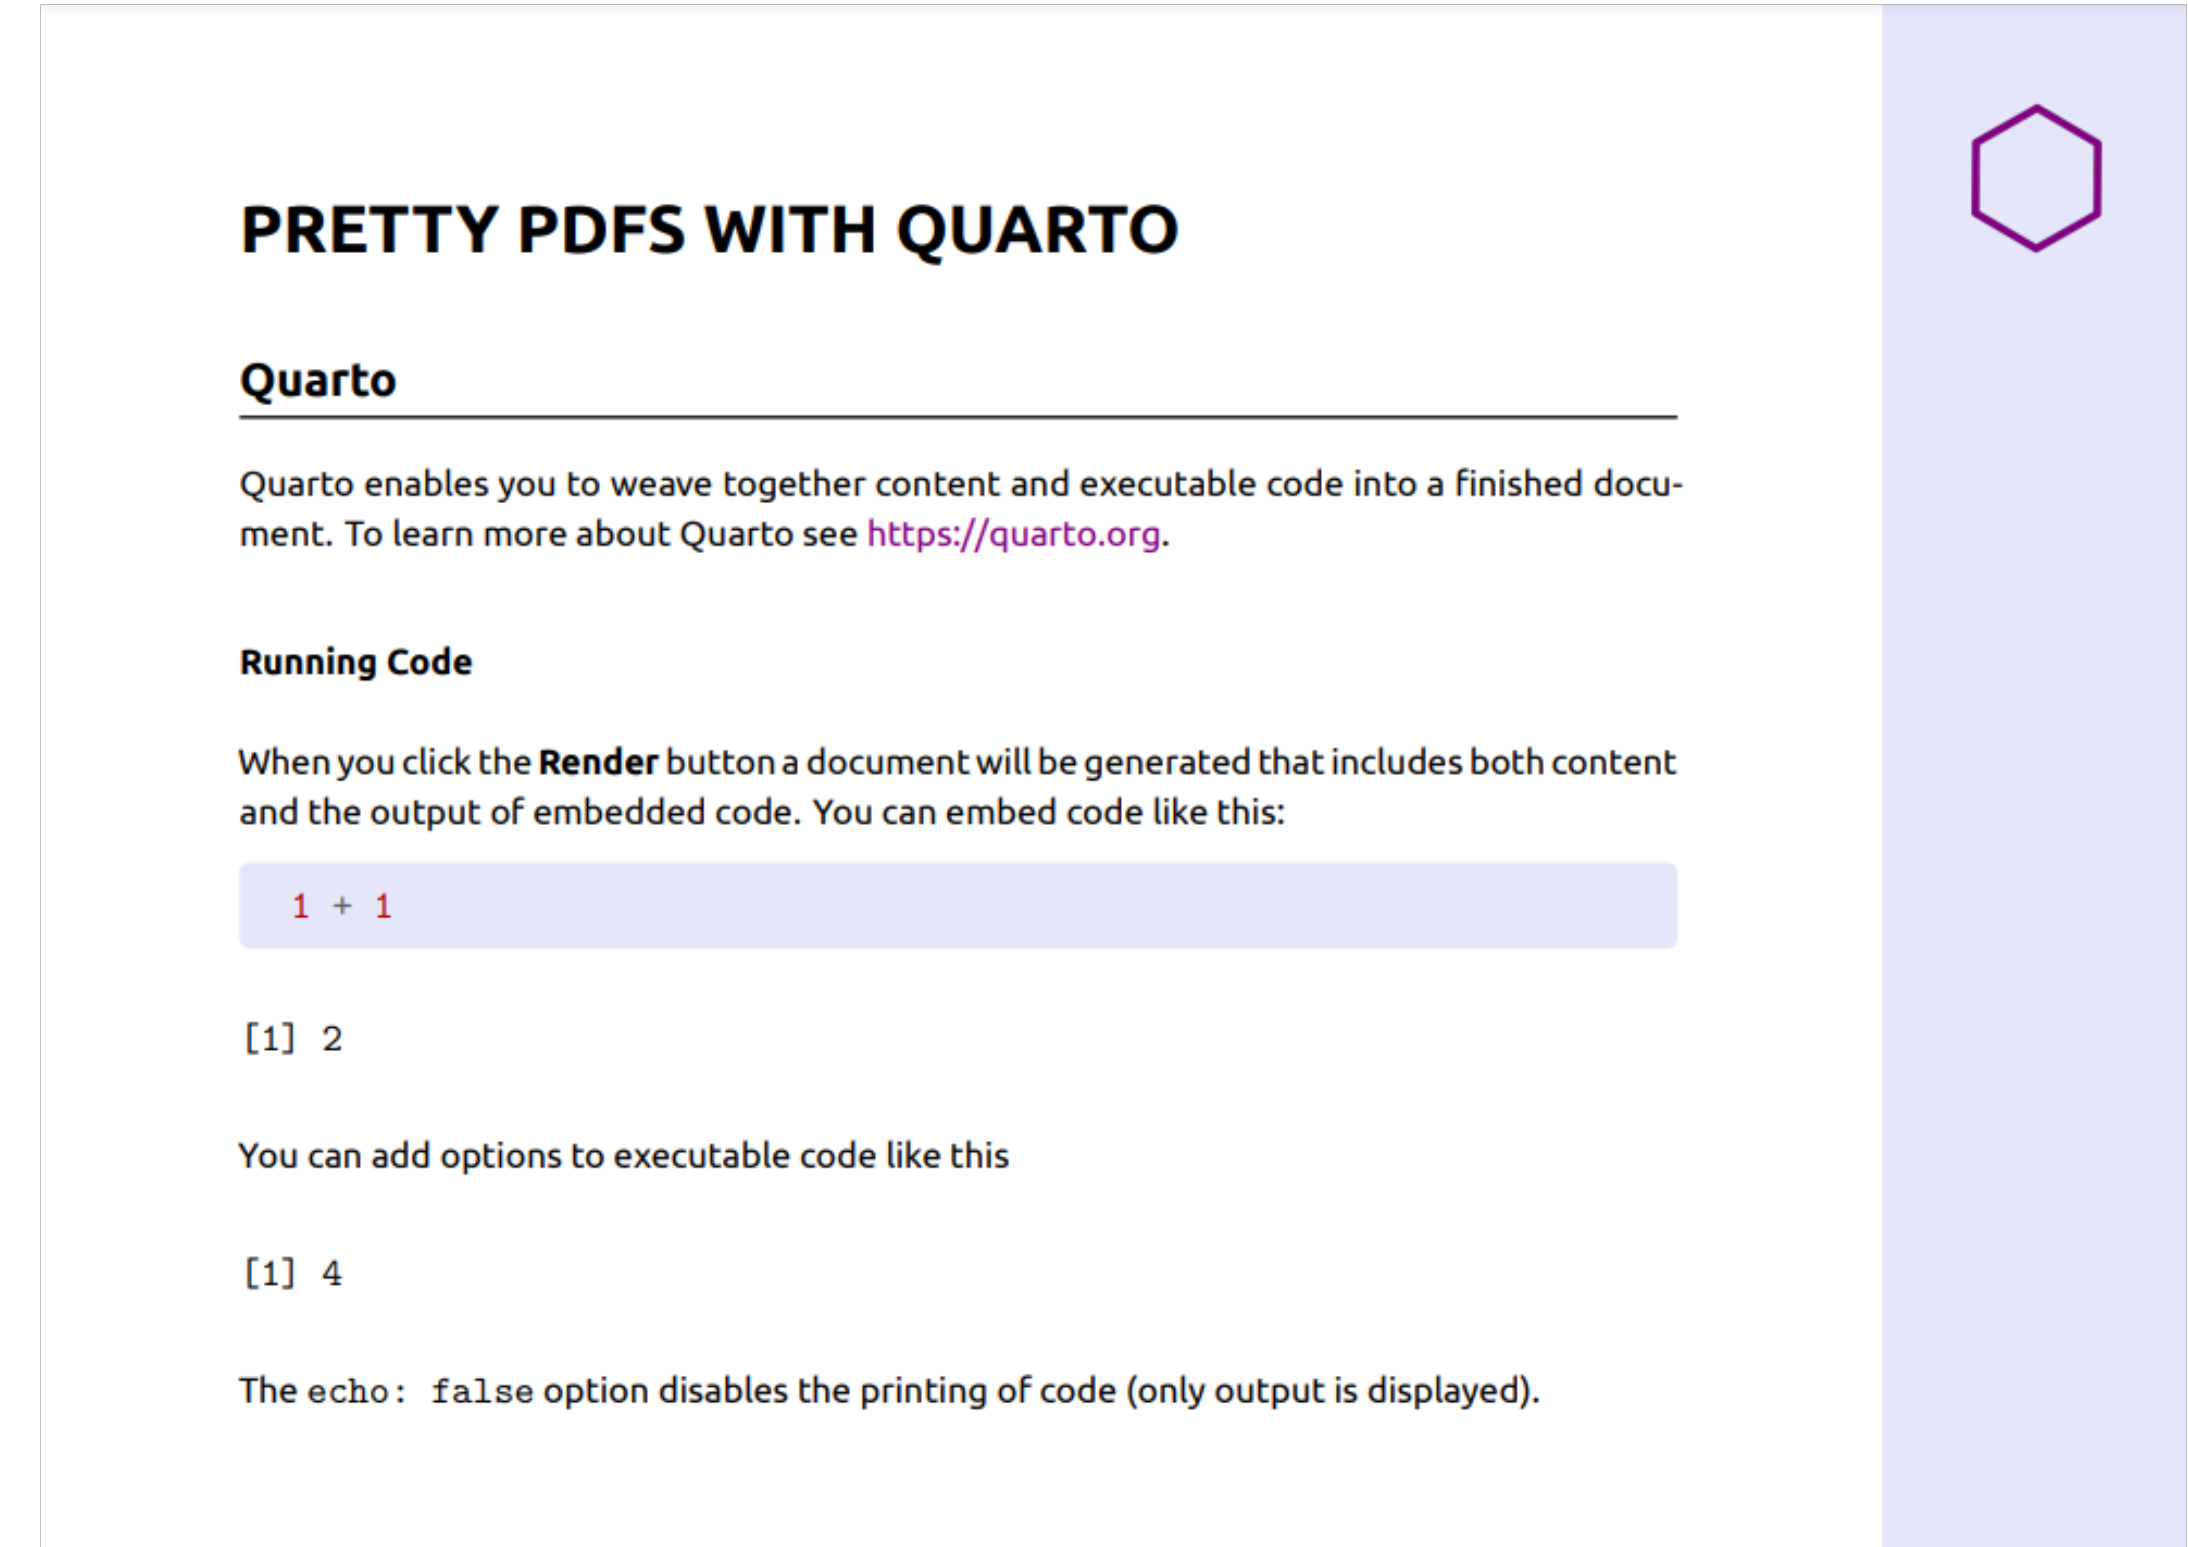 PRETTY PDFS WITH QUARTO
Quarto
Quarto enables you to weave together content and executable code into a finished docu-
ment. To learn more about Quarto see https://quarto.org.
Running Code
When you click the Render button a document will be generated that includes both content
and the output of embedded code. You can embed code like this:
1 + 1
[1] 2
You can add options to executable code like this
[1] 4
The echo: false option disables the printing of code (only output is displayed).